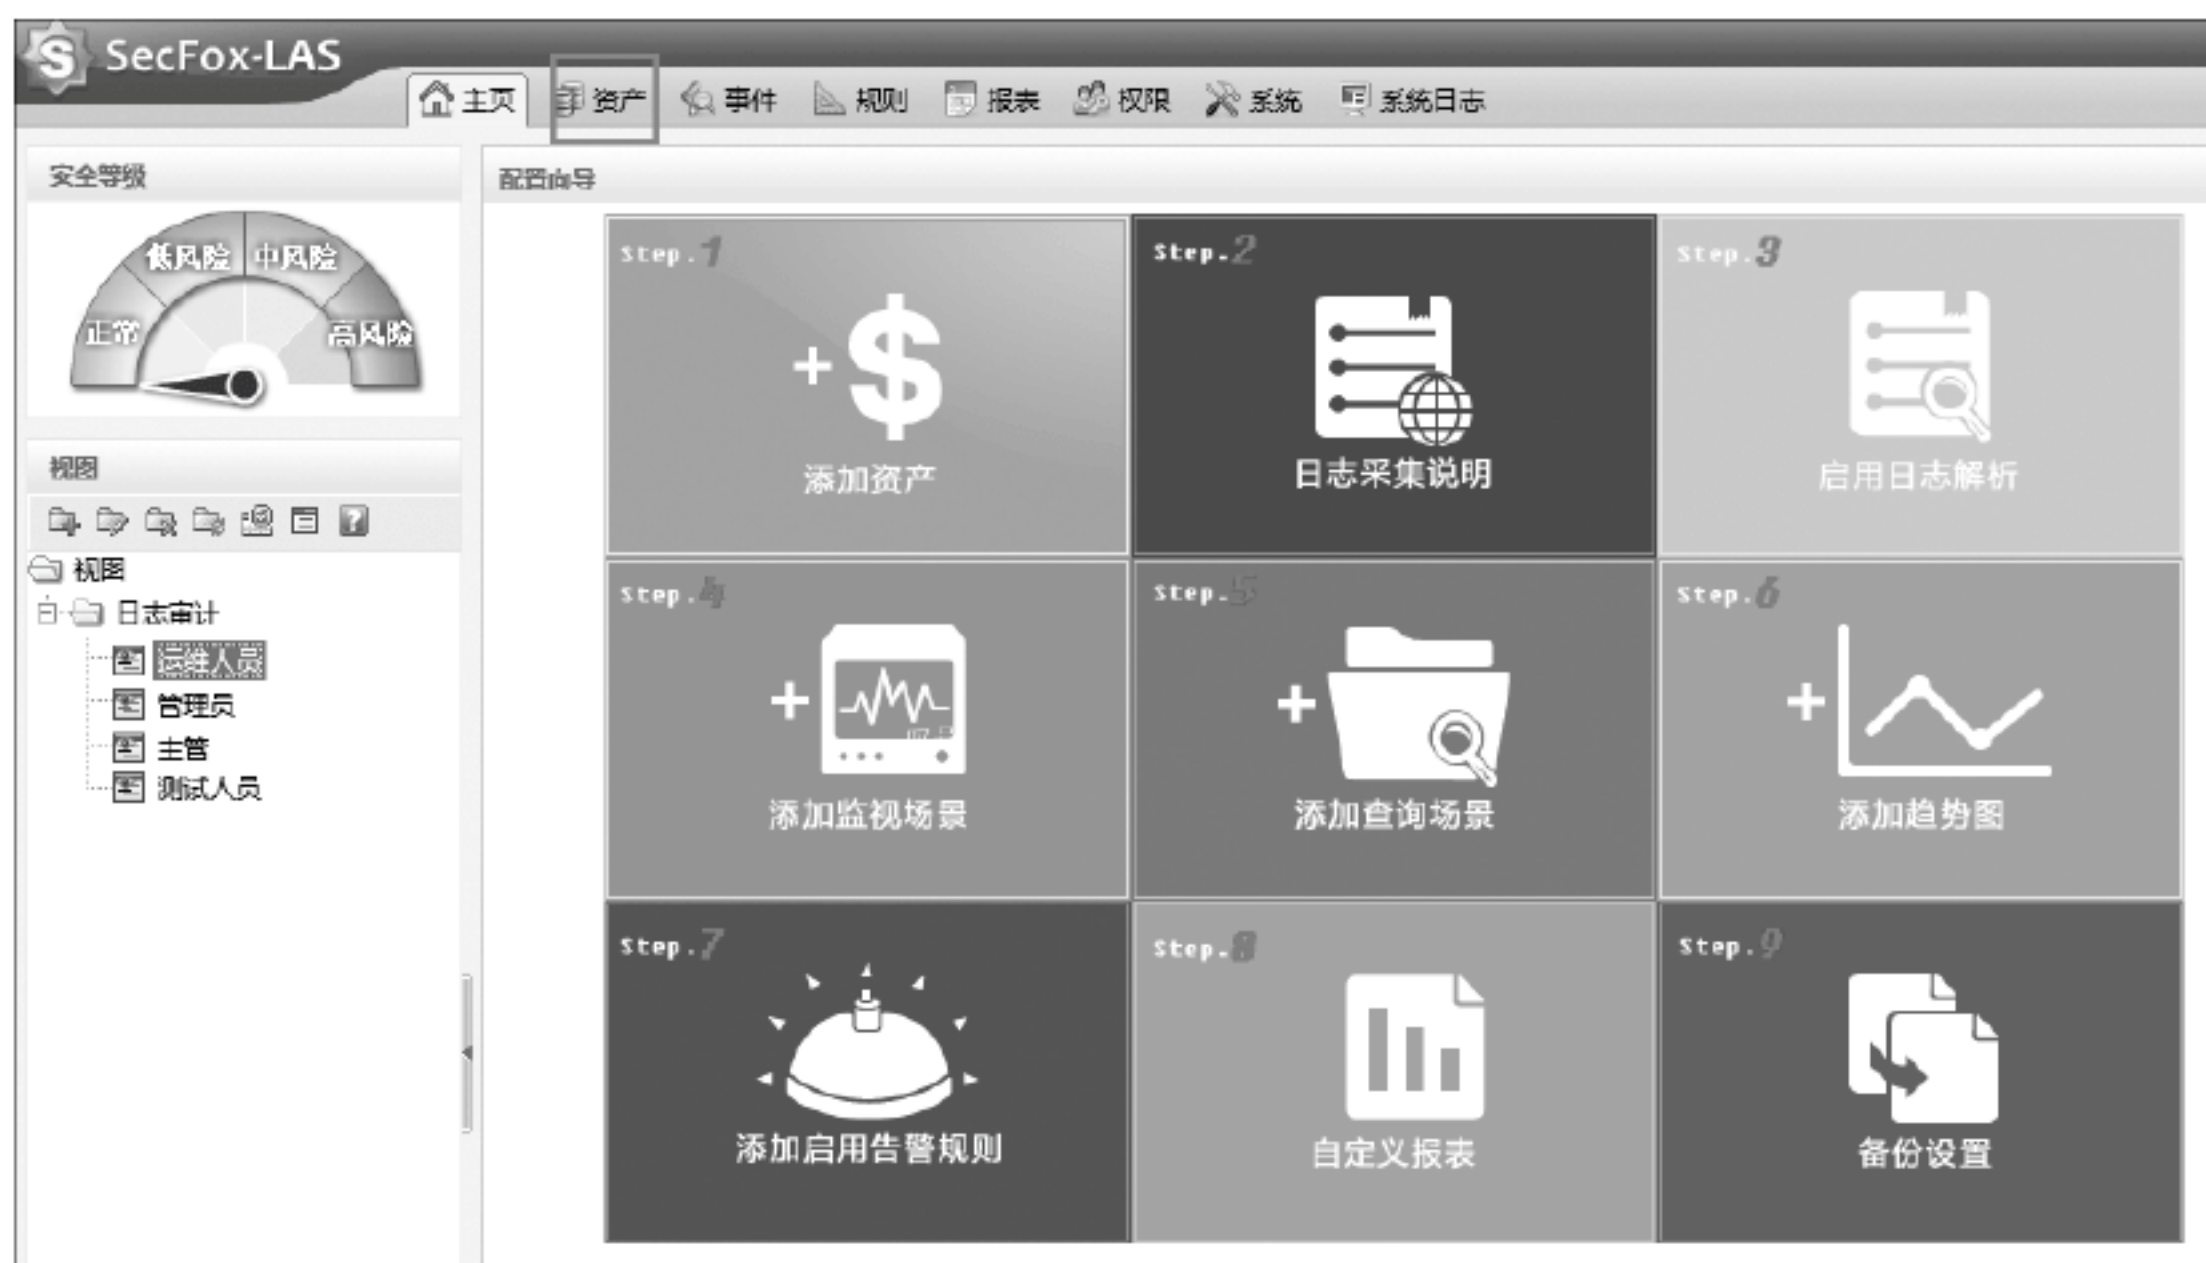 SecFox-LAS
主页 资产 事件 规则 报表 权限 系统 系统日志
安全等级
低风险 中风险
正常 高风险
视图
视图
日志审计
运维人员
管理员
主管
测试人员
配置向导
Step.1
添加资产
Step.2
日志采集说明
Step.3
启用日志解析
Step.4
添加监视场景
Step.5
添加查询场景
Step.6
添加趋势图
Step.7
添加启用告警规则
Step.8
自定义报表
Step.9
备份设置